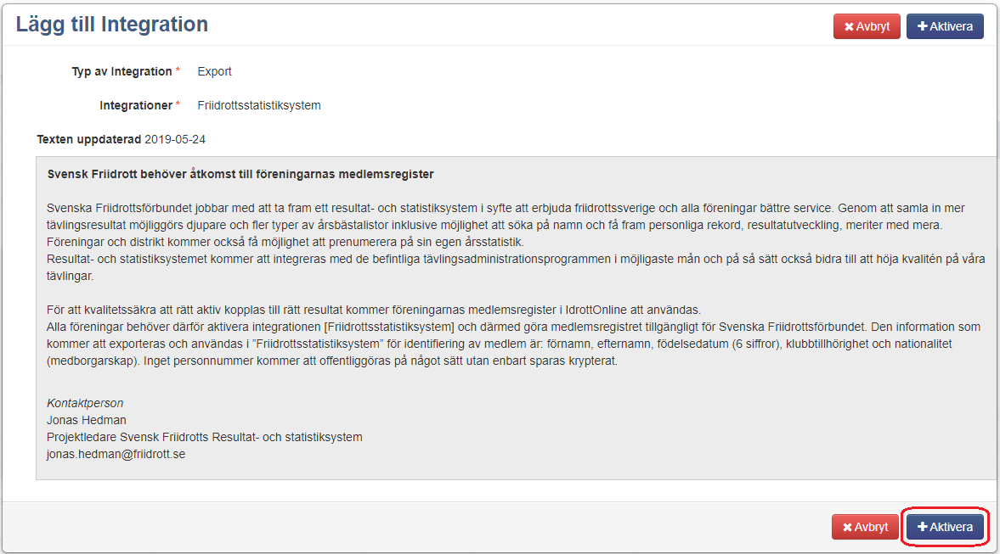 Lägg till Integration
Avbryt
Aktivera
Typ av Integration * Export
Integrationer * Friidrottsstatistiksystem
Texten uppdaterad 2019-05-24
Svensk Friidrott behöver åtkomst till föreningarnas medlemsregister
Svenska Friidrottsförbundet jobbar med att ta fram ett resultat- och statistiksystem i syfte att erbjuda friidrottssverige och alla föreningar bättre service. Genom att samla in mer
tävlingsresultat möjliggörs djupare och fler typer av årsbästalistor inklusive möjlighet att söka på namn och få fram personliga rekord, resultatutveckling, meriter med mera.
Föreningar och distrikt kommer också få möjlighet att prenumerera på sin egen årsstatistik.
Resultat- och statistiksystemet kommer att integreras med de befintliga tävlingsadministrationsprogrammen i möjligaste mån och på så sätt också bidra till att höja kvalitén på våra
tävlingar.
För att kvalitetssäkra att rätt aktiv kopplas till rätt resultat kommer föreningarnas medlemsregister i IdrottOnline att användas.
Alla föreningar behöver därför aktivera integrationen [Friidrottsstatistiksystem] och därmed göra medlemsregistret tillgängligt för Svenska Friidrottsförbundet. Den information som
kommer att exporteras och användas i ”Friidrottsstatistiksystem” för identifiering av medlem är: förnamn, efternamn, födelsedatum (6 siffror), klubbtillhörighet och nationalitet
(medborgarskap). Inget personnummer kommer att offentliggöras på något sätt utan enbart sparas krypterat.
Kontaktperson
Jonas Hedman
Projektledare Svensk Friidrotts Resultat- och statistiksystem
jonas.hedman@friidrott.se
Avbryt
Aktivera